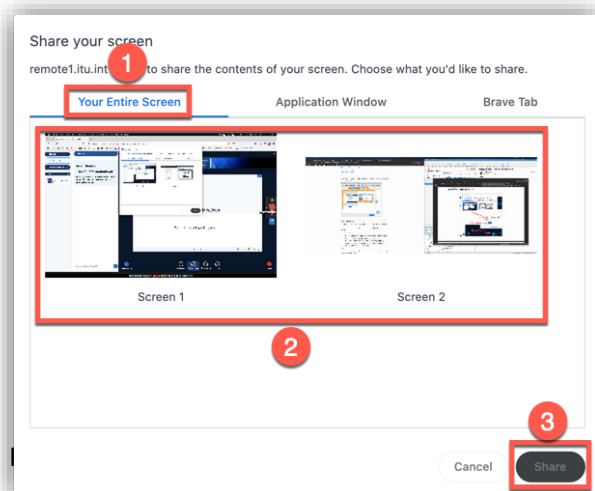 Share your screen
1
remote1.itu.int to share the contents of your screen. Choose what you'd like to share.
Your Entire Screen Application Window Brave Tab
Screen 1 Screen 2
2
3
Cancel Share